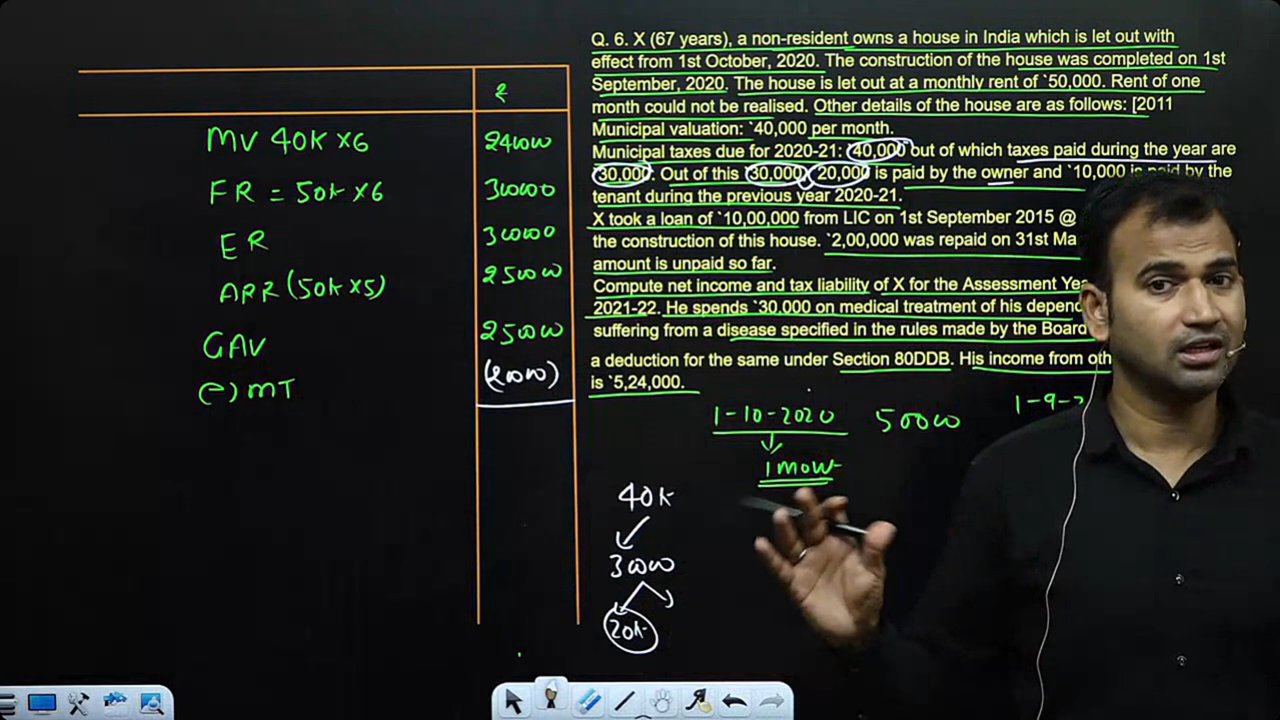 Q. 6. X (67 years), a non-resident owns a house in India which is let out with
effect from 1st October, 2020. The construction of the house was completed on 1st
September, 2020. The house is let out at a monthly rent of `50,000. Rent of one
month could not be realised. Other details of the house are as follows: [2011
Municipal valuation: `40,000 per month.
Municipal taxes due for 2020-21: `40,000 out of which taxes paid during the year are
`30,000. Out of this `30,000, `20,000 is paid by the owner and `10,000 is paid by the
tenant during the previous year 2020-21.
X took a loan of `10,00,000 from LIC on 1st September 2015 @
the construction of this house. `2,00,000 was repaid on 31st Ma
amount is unpaid so far.
Compute net income and tax liability of X for the Assessment Yea
2021-22. He spends `30,000 on medical treatment of his depend
suffering from a disease specified in the rules made by the Board
a deduction for the same under Section 80DDB. His income from oth
is `5,24,000.
₹
MV 40K X6 240000
FR = 50K X6 300000
ER 300000
ARR (50K X5) 250000
GAV 250000
(-) MT (20000)
1-10-2020 50000 1-9-2
1 month
40K
30000
20K